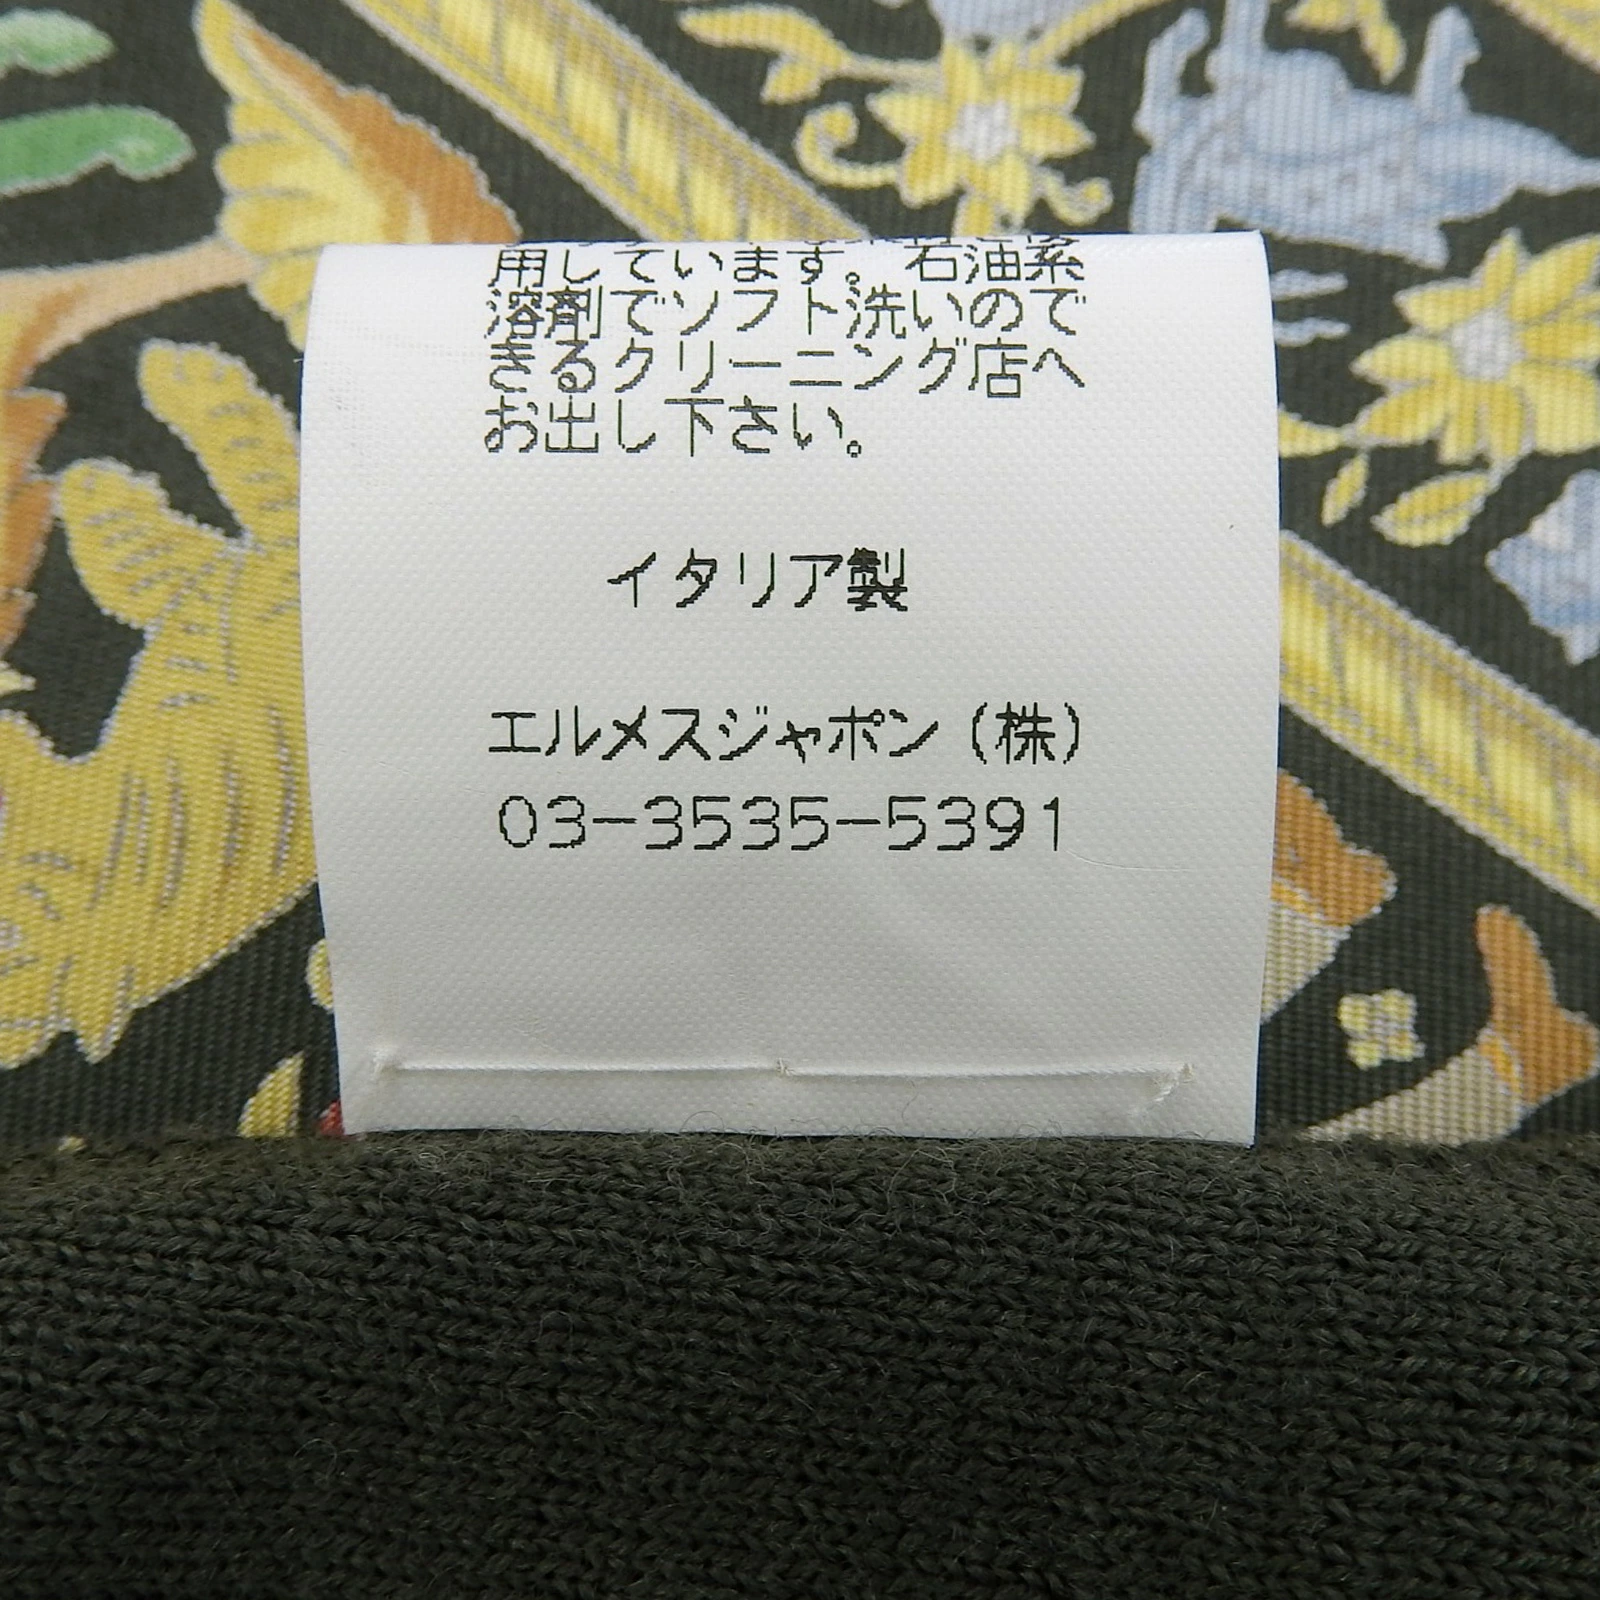 用しています。石油系
溶剤でソフト洗いので
きるクリーニング店へ
お出し下さい。
イタリア製
エルメスジャポン(株)
03-3535-5391